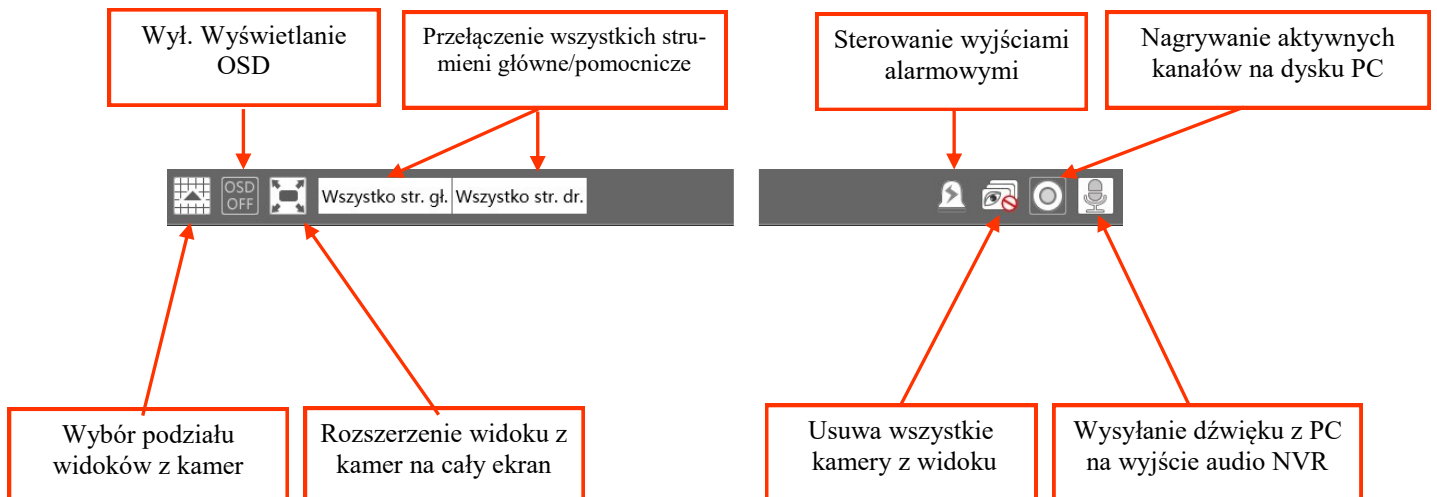 Wył. Wyświetlanie
OSD
Przełączenie wszystkich stru-
mieni główne/pomocnicze
Sterowanie wyjściami
alarmowymi
Nagrywanie aktywnych
kanałów na dysku PC
OSD
OFF
Wszystko str. gł.
Wszystko str. dr.
Wybór podziału
widoków z kamer
Rozszerzenie widoku z
kamer na cały ekran
Usuwa wszystkie
kamery z widoku
Wysyłanie dźwięku z PC
na wyjście audio NVR